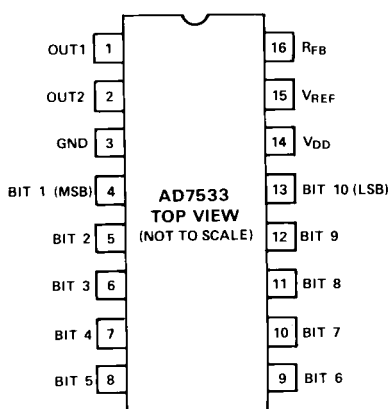 OUT1 1
OUT2 2
GND 3
BIT 1 (MSB) 4
BIT 2 5
BIT 3 6
BIT 4 7
BIT 5 8
AD7533
TOP VIEW
(NOT TO SCALE)
16 RFB
15 VREF
14 VDD
13 BIT 10 (LSB)
12 BIT 9
11 BIT 8
10 BIT 7
9 BIT 6